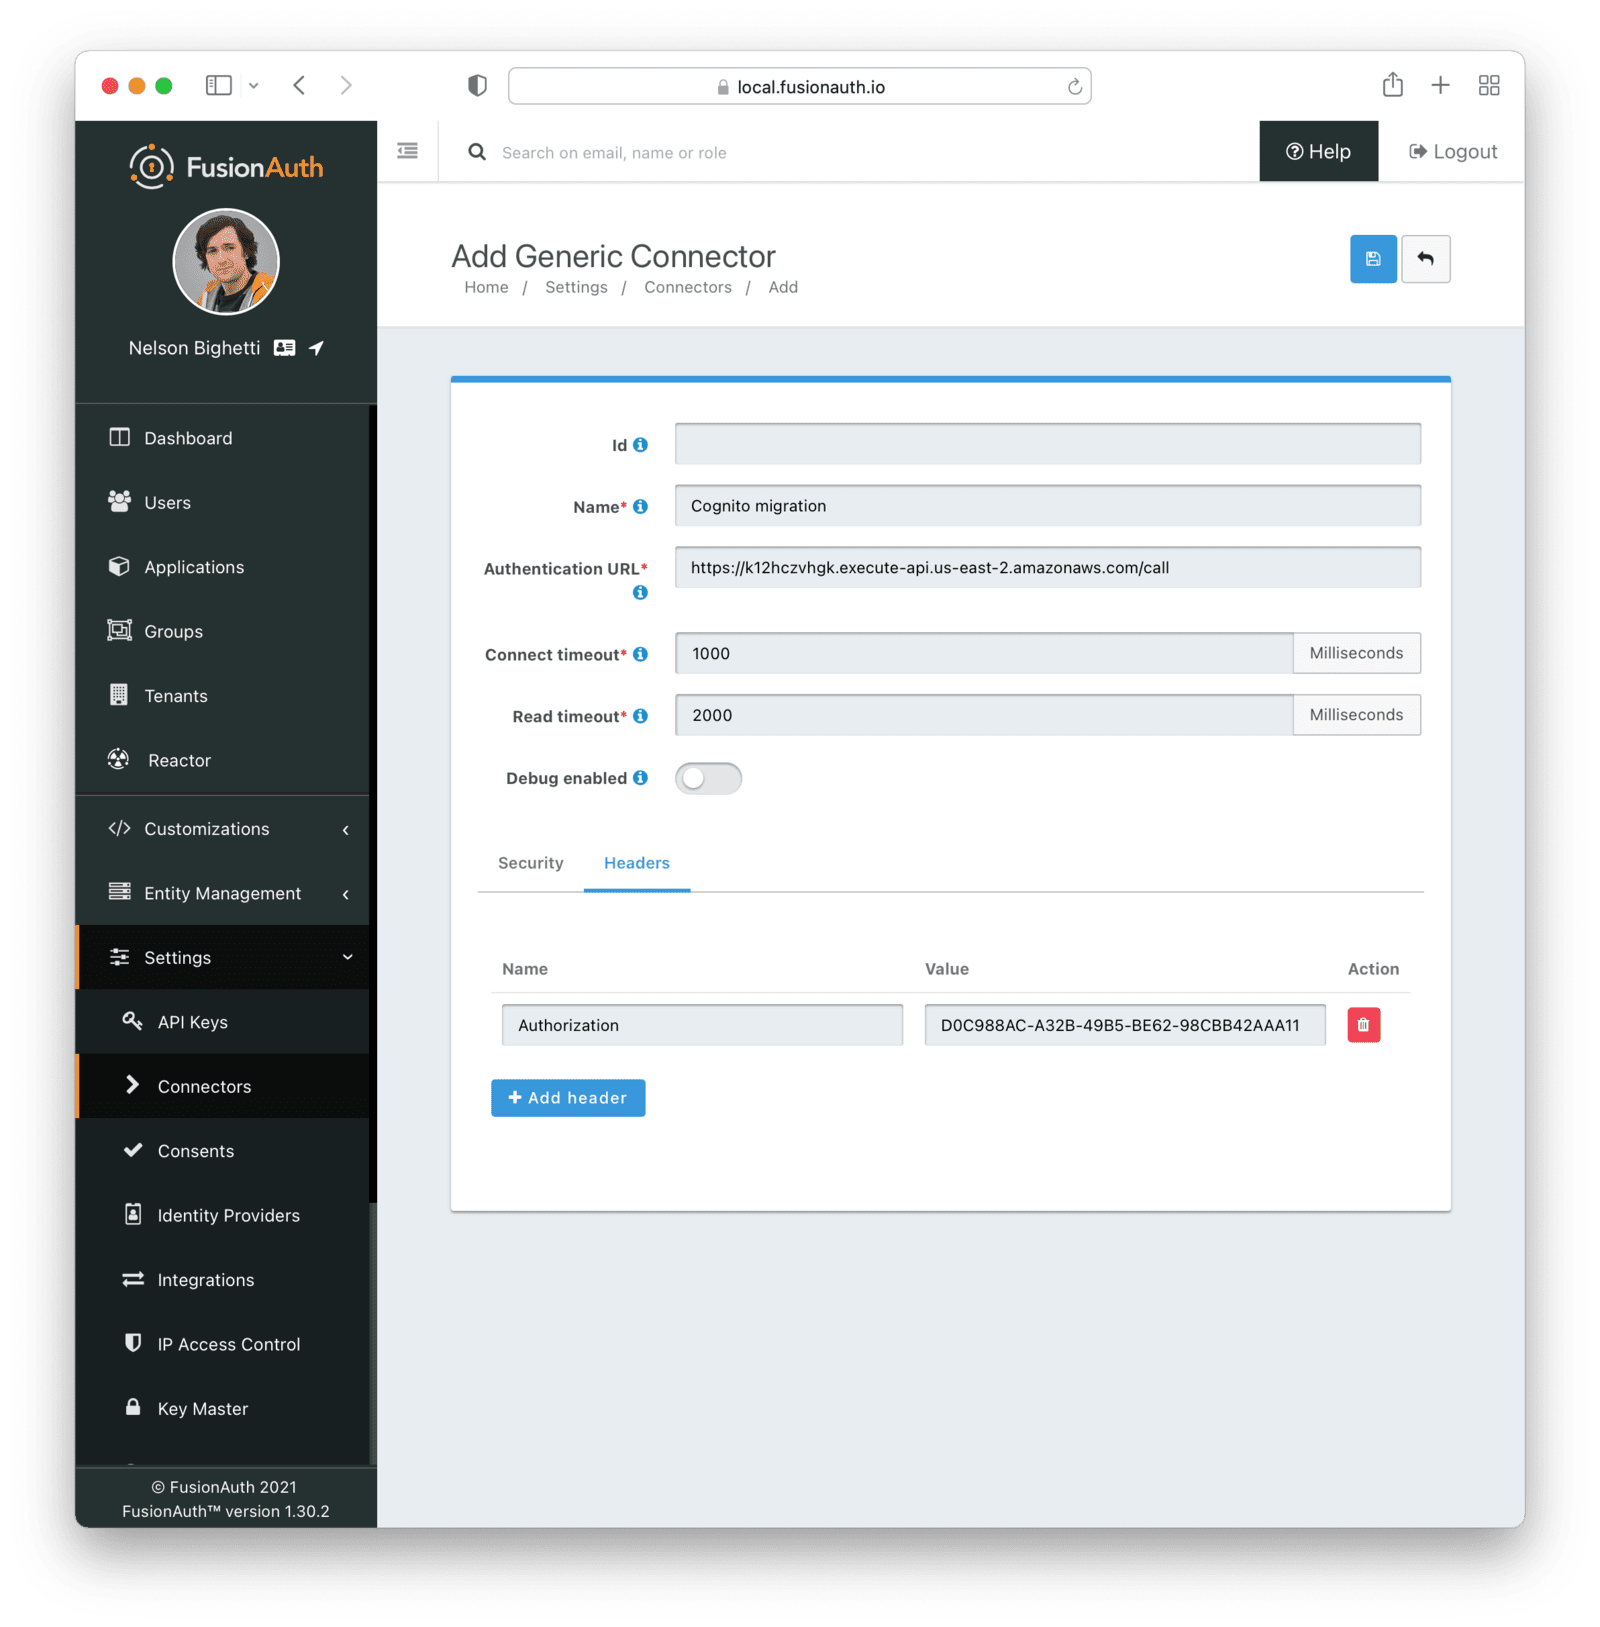 local.fusionauth.io
FusionAuth
Search on email, name or role
Help
Logout
Nelson Bighetti
Dashboard
Users
Applications
Groups
Tenants
Reactor
Customizations
Entity Management
Settings
API Keys
Connectors
Consents
Identity Providers
Integrations
IP Access Control
Key Master
© FusionAuth 2021
FusionAuth™ version 1.30.2
Add Generic Connector
Home / Settings / Connectors / Add
Id
Name* Cognito migration
Authentication URL* https://k12hczvhgk.execute-api.us-east-2.amazonaws.com/call
Connect timeout* 1000 Milliseconds
Read timeout* 2000 Milliseconds
Debug enabled
Security Headers
Name Value Action
Authorization D0C988AC-A32B-49B5-BE62-98CBB42AAA11
+ Add header